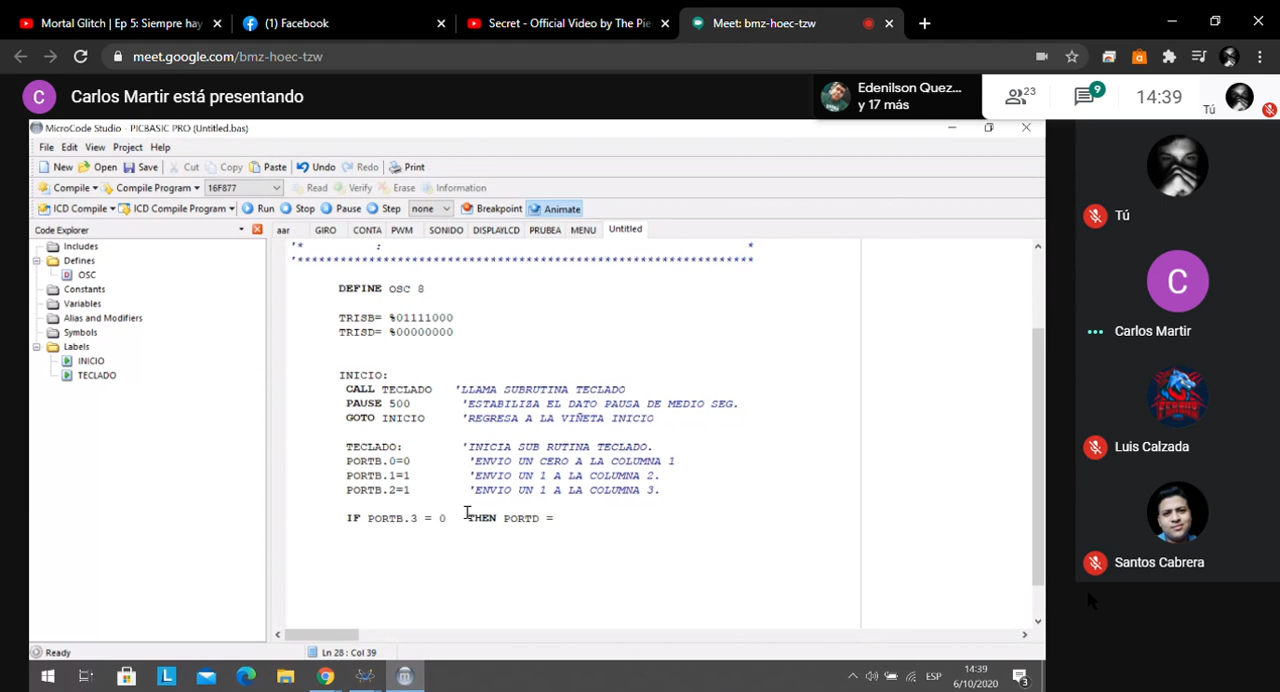 Mortal Glitch | Ep 5: Siempre hay
(1) Facebook
Secret - Official Video by The Pie
Meet: bmz-hoec-tzw
meet.google.com/bmz-hoec-tzw
C Carlos Martir está presentando
Edenilson Quez...
y 17 más
23
9
14:39
Tú
MicroCode Studio - PICBASIC PRO (Untitled.bas)
File Edit View Project Help
New Open Save Cut Copy Paste Undo Redo Print
Compile Compile Program 16F877 Read Verify Erase Information
ICD Compile ICD Compile Program Run Stop Pause Step none Breakpoint Animate
Code Explorer
aar GIRO CONTA PWM SONIDO DISPLAYLCD PRUEBA MENU Untitled
Includes
Defines
OSC
Constants
Variables
Alias and Modifiers
Symbols
Labels
INICIO
TECLADO
'* : *
'****************************************************************
DEFINE OSC 8
TRISB= %01111000
TRISD= %00000000
INICIO:
CALL TECLADO 'LLAMA SUBRUTINA TECLADO
PAUSE 500 'ESTABILIZA EL DATO PAUSA DE MEDIO SEG.
GOTO INICIO 'REGRESA A LA VIÑETA INICIO
TECLADO: 'INICIA SUB RUTINA TECLADO.
PORTB.0=0 'ENVIO UN CERO A LA COLUMNA 1
PORTB.1=1 'ENVIO UN 1 A LA COLUMNA 2.
PORTB.2=1 'ENVIO UN 1 A LA COLUMNA 3.
IF PORTB.3 = 0 THEN PORTD =
Ready
Ln 28 : Col 39
Tú
C
Carlos Martir
Luis Calzada
Santos Cabrera
L
ESP
14:39
6/10/2020
3